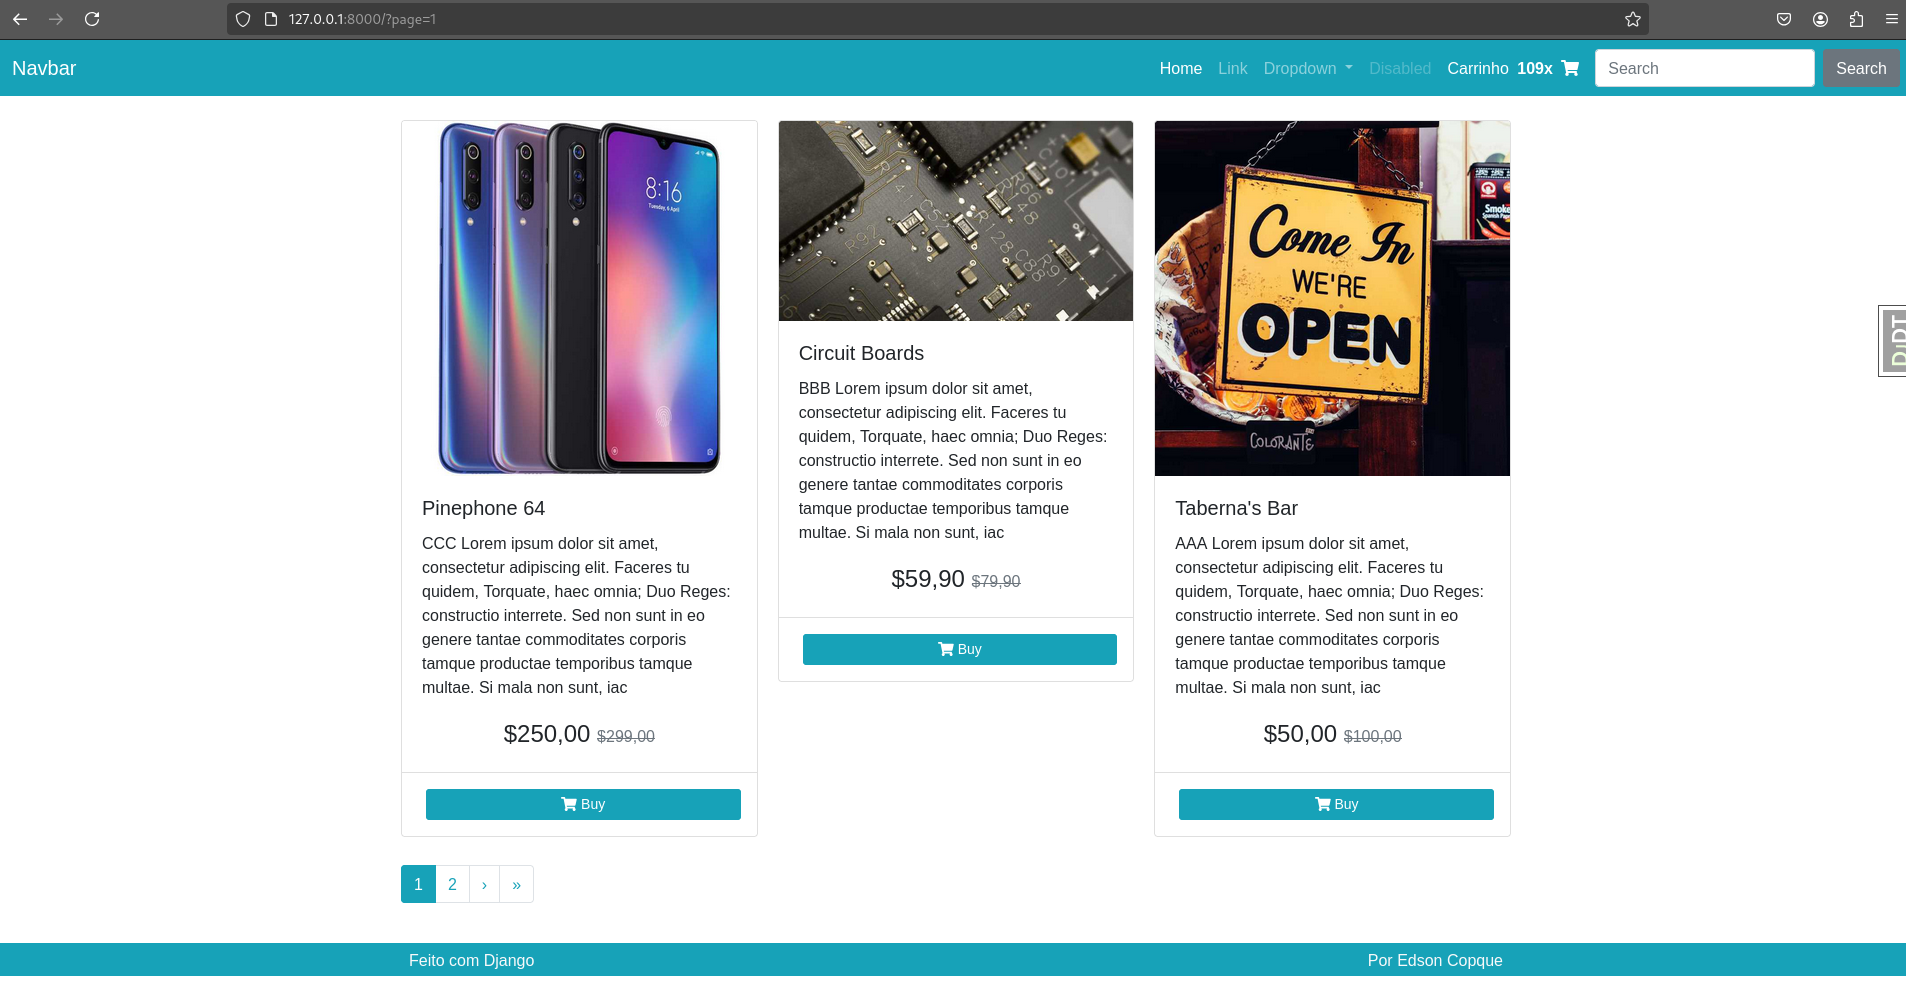 127.0.0.1:8000/?page=1
Navbar
Home Link Dropdown Disabled Carrinho 109x Search Search
8:16
Tuesday, 6 April
Come In
WE'RE
OPEN
Smoke
COLORANTE
DJDT
Pinephone 64
CCC Lorem ipsum dolor sit amet,
consectetur adipiscing elit. Faceres tu
quidem, Torquate, haec omnia; Duo Reges:
constructio interrete. Sed non sunt in eo
genere tantae commoditates corporis
tamque productae temporibus tamque
multae. Si mala non sunt, iac
$250,00 $299,00
Buy
Circuit Boards
BBB Lorem ipsum dolor sit amet,
consectetur adipiscing elit. Faceres tu
quidem, Torquate, haec omnia; Duo Reges:
constructio interrete. Sed non sunt in eo
genere tantae commoditates corporis
tamque productae temporibus tamque
multae. Si mala non sunt, iac
$59,90 $79,90
Buy
Taberna's Bar
AAA Lorem ipsum dolor sit amet,
consectetur adipiscing elit. Faceres tu
quidem, Torquate, haec omnia; Duo Reges:
constructio interrete. Sed non sunt in eo
genere tantae commoditates corporis
tamque productae temporibus tamque
multae. Si mala non sunt, iac
$50,00 $100,00
Buy
1 2 › »
Feito com Django Por Edson Copque